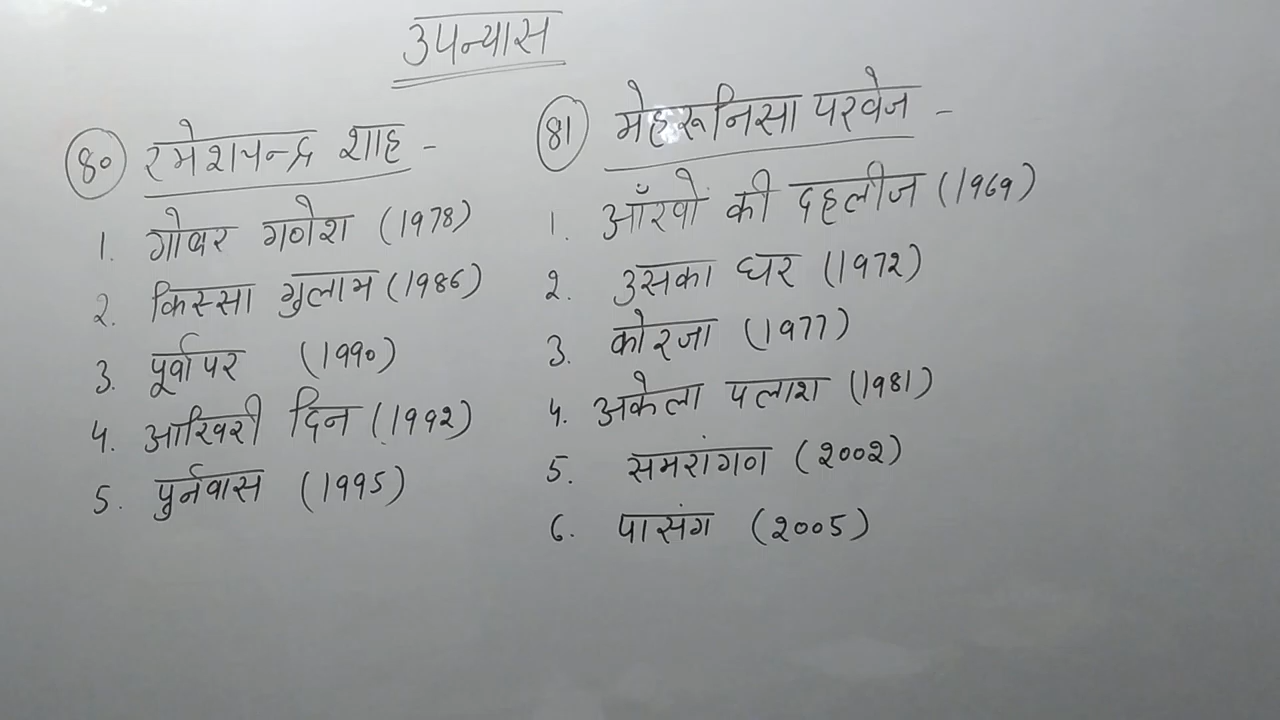 उपन्यास
80 रमेशचन्द्र शाह -
1. गोबर गणेश (1978)
2. किस्सा गुलाम (1986)
3. पूर्वापर (1990)
4. आखिरी दिन (1992)
5. पुर्नवास (1995)
81 मेहरूनिसा परवेज -
1. आँखों की दहलीज (1969)
2. उसका घर (1972)
3. कोरजा (1977)
4. अकेला पलाश (1981)
5. समरांगण (2002)
6. पासंग (2005)